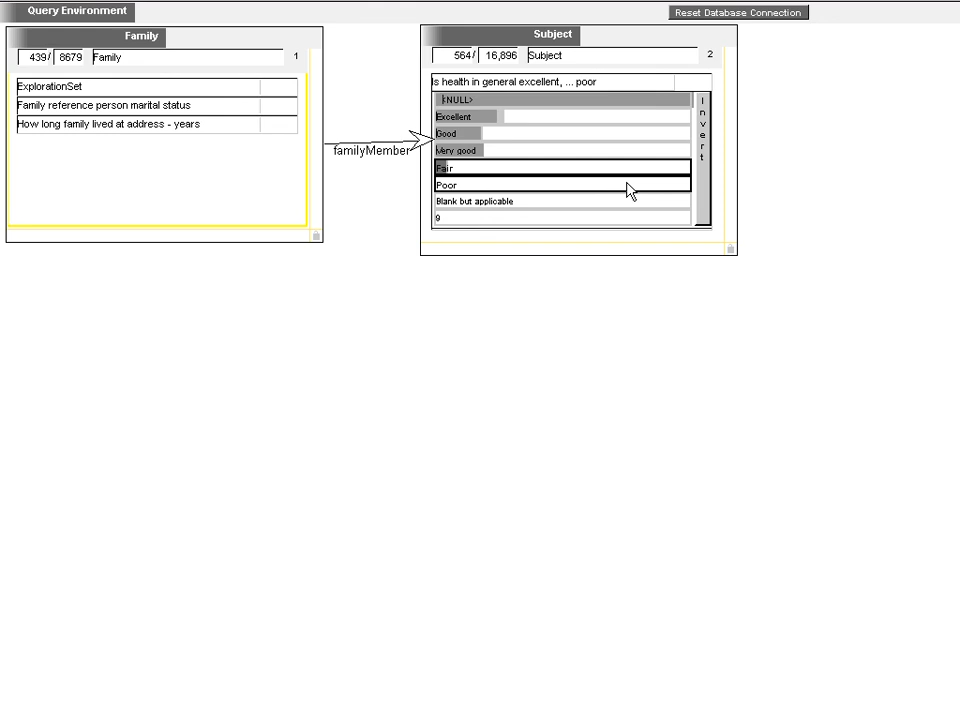 Query Environment
Reset Database Connection
Family
439/ 8679 Family 1
ExplorationSet
Family reference person marital status
How long family lived at address - years
familyMember
Subject
564/ 16,896 Subject 2
Is health in general excellent, ... poor
<NULL>
Excellent
Good
Very good
Fair
Poor
Blank but applicable
9
Invert